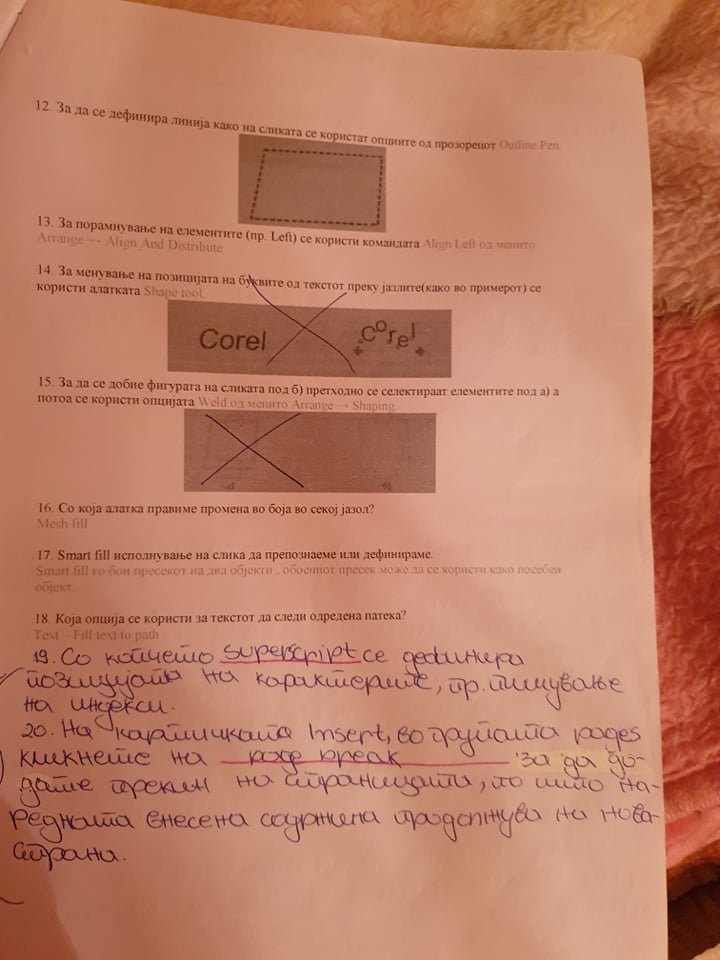 12. За да се дефинира линија како на сликата се користат опциите од прозорецот Outline Pen.
13. За порамнување на елементите (пр. Left) се користи командата Align Left од менито
Arrange → Align And Distribute
14. За менување на позицијата на буквите од текстот преку јазлите(како во примерот) се
користи алатката Shape tool.
Corel Corel
15. За да се добие фигурата на сликата под б) претходно се селектираат елементите под а) а
потоа се користи опцијата Weld од менито Arrange → Shaping.
а) б)
16. Со која алатка правиме промена во боја во секој јазол?
Mesh fill
17. Smart fill исполнување на слика да препознаеме или дефинираме.
Smart fill го бои пресекот на два објекти , обоениот пресек може да се користи како посебен
објект.
18. Која опција се користи за текстот да следи одредена патека?
Text – Fill text to path
19. Со копчето superscript се дефинира
позицијата на карактерите, пр. пишување
на индекси.
20. На картичката Insert, во групата pages
кликнете на page break за да до-
дате прекин на страницата, по што на-
редната внесена содржина продолжува на нова
страна.